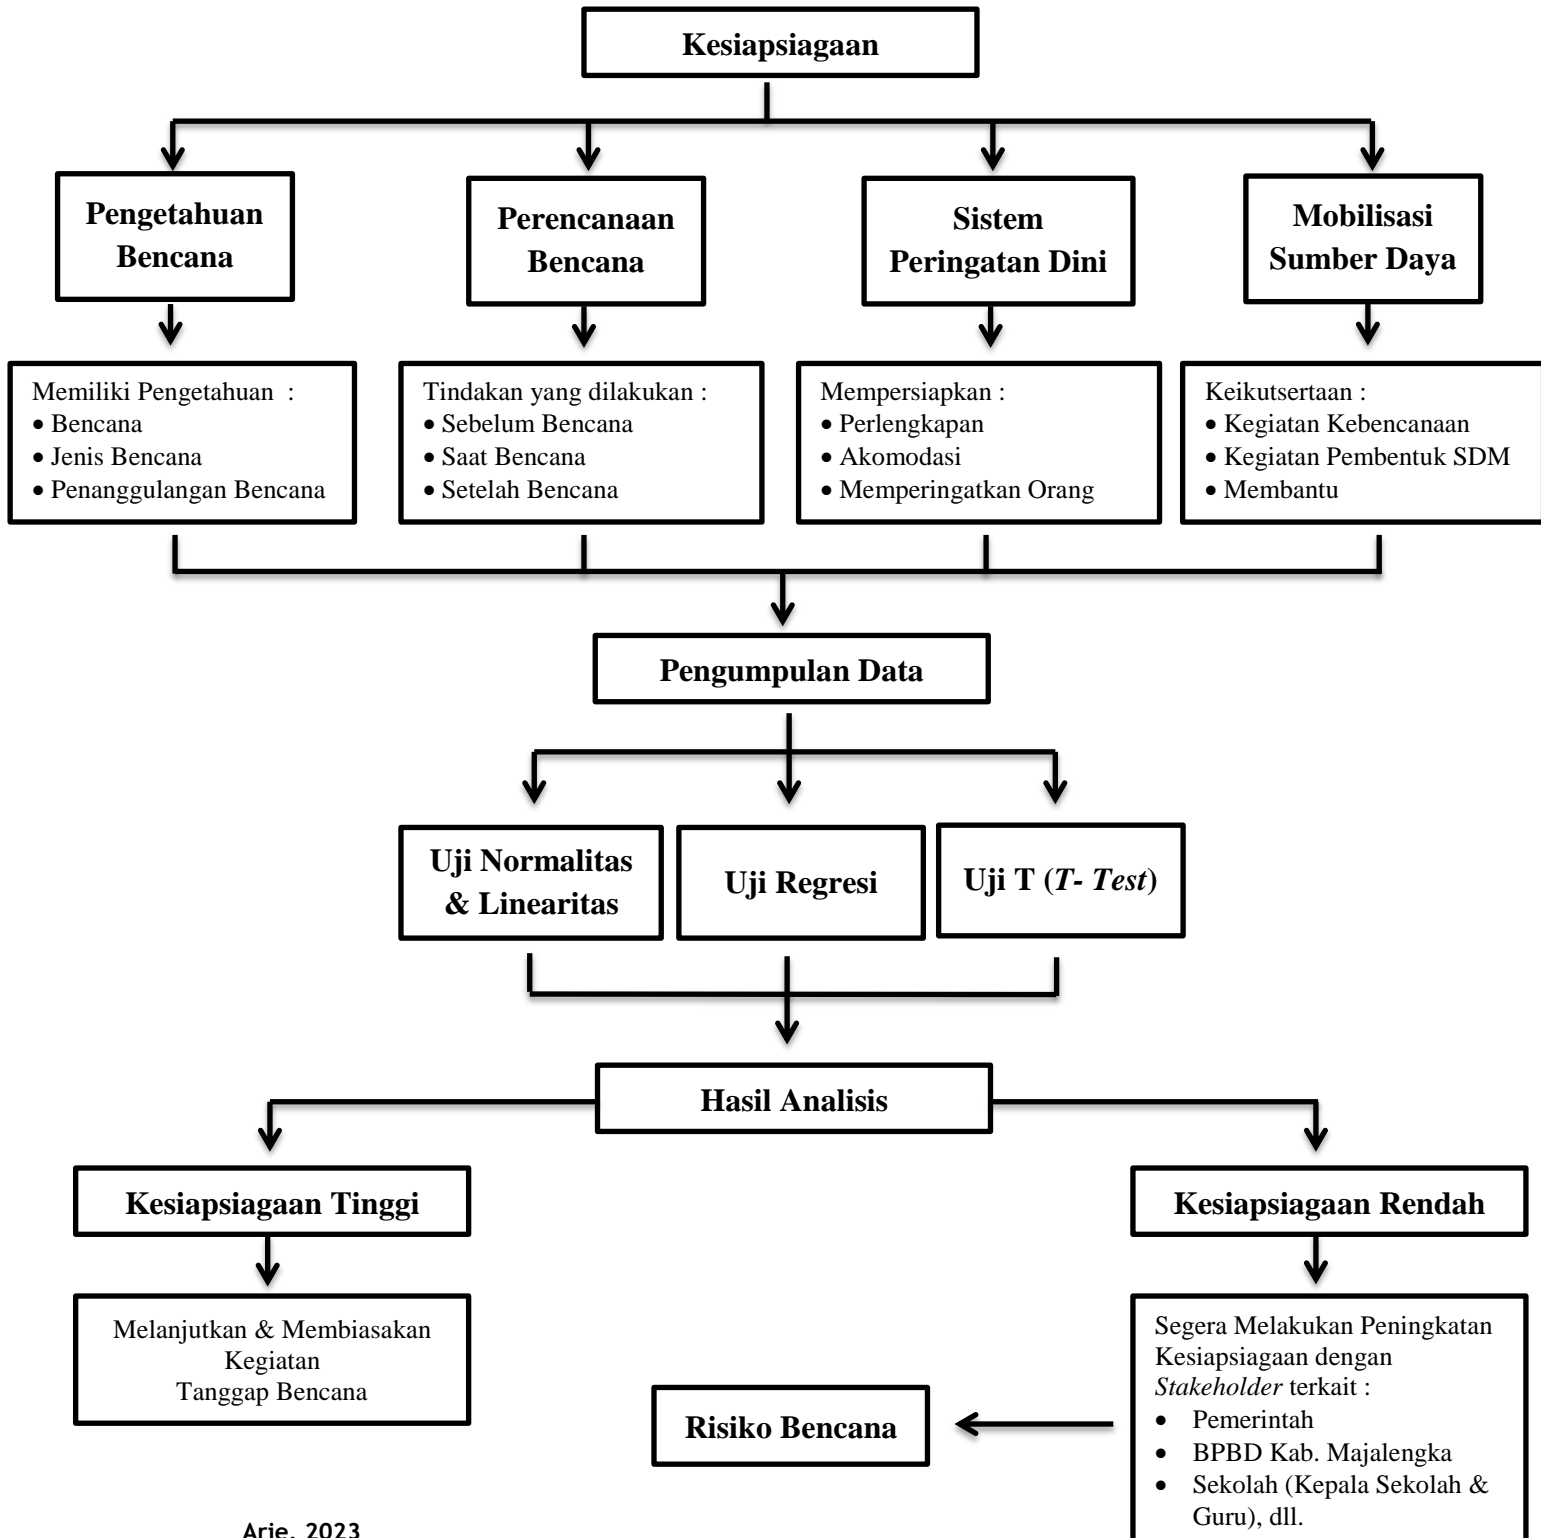 Kesiapsiagaan
Pengetahuan
Bencana
Perencanaan
Bencana
Sistem
Peringatan Dini
Mobilisasi
Sumber Daya
Memiliki Pengetahuan :
• Bencana
• Jenis Bencana
• Penanggulangan Bencana
Tindakan yang dilakukan :
• Sebelum Bencana
• Saat Bencana
• Setelah Bencana
Mempersiapkan :
• Perlengkapan
• Akomodasi
• Memperingatkan Orang
Keikutsertaan :
• Kegiatan Kebencanaan
• Kegiatan Pembentuk SDM
• Membantu
Pengumpulan Data
Uji Normalitas
& Linearitas
Uji Regresi
Uji T (T- Test)
Hasil Analisis
Kesiapsiagaan Tinggi
Kesiapsiagaan Rendah
Melanjutkan & Membiasakan
Kegiatan
Tanggap Bencana
Risiko Bencana
Segera Melakukan Peningkatan
Kesiapsiagaan dengan
Stakeholder terkait :
• Pemerintah
• BPBD Kab. Majalengka
• Sekolah (Kepala Sekolah &
Guru), dll.
Arie, 2023